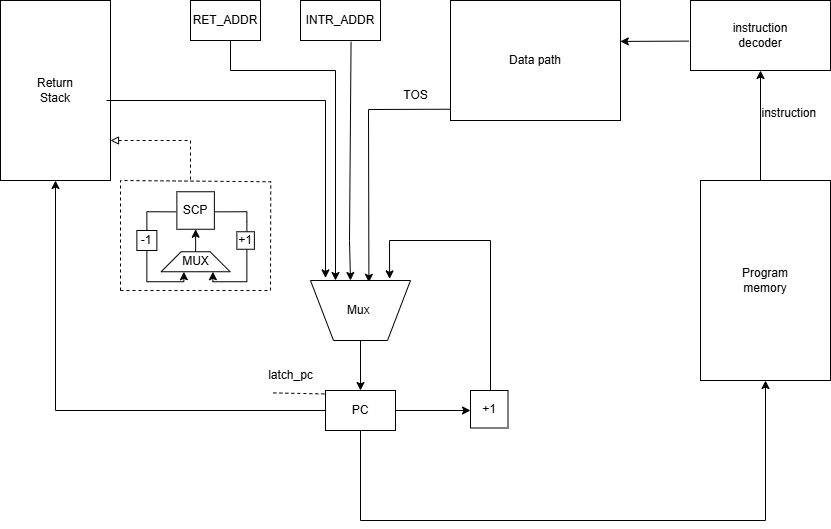 RET_ADDR
INTR_ADDR
Return
Stack
Data path
instruction
decoder
TOS
instruction
SCP
-1
+1
MUX
Program
memory
Mux
latch_pc
PC
+1